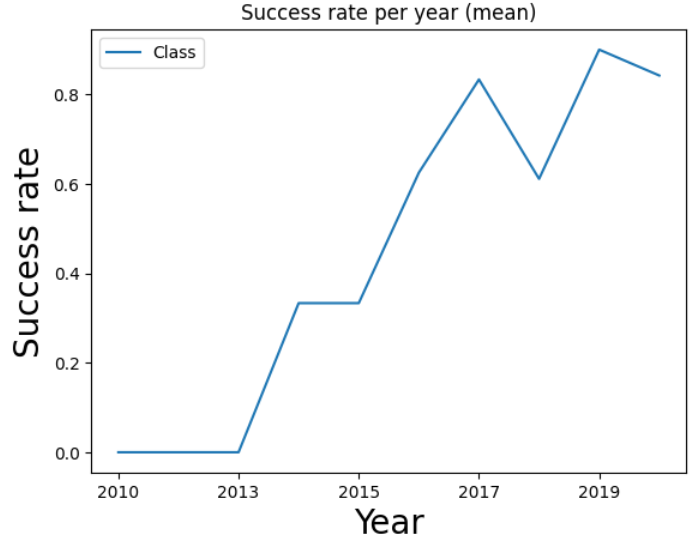 Success rate per year (mean)
Class
Success rate
0.8
0.6
0.4
0.2
0.0
2010 2013 2015 2017 2019
Year